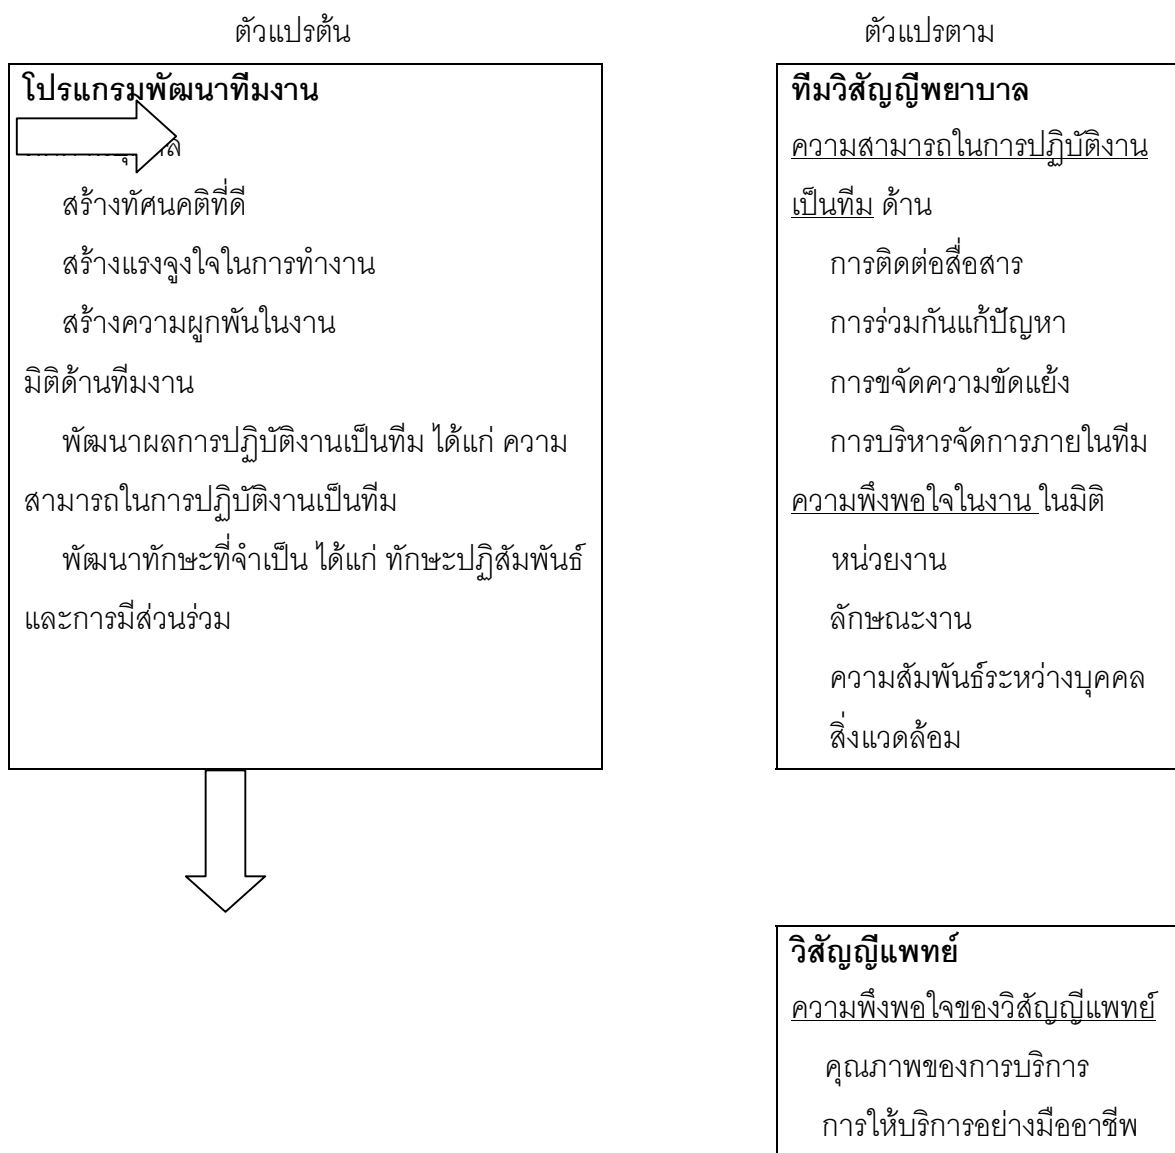 ตัวแปรต้น
ตัวแปรตาม
โปรแกรมพัฒนาทีมงาน
สร้างทัศนคติที่ดี
สร้างแรงจูงใจในการทำงาน
สร้างความผูกพันในงาน
มิติด้านทีมงาน
พัฒนาผลการปฏิบัติงานเป็นทีม ได้แก่ ความ
สามารถในการปฏิบัติงานเป็นทีม
พัฒนาทักษะที่จำเป็น ได้แก่ ทักษะปฏิสัมพันธ์
และการมีส่วนร่วม
ทีมวิสัญญีพยาบาล
ความสามารถในการปฏิบัติงาน
เป็นทีม ด้าน
การติดต่อสื่อสาร
การร่วมกันแก้ปัญหา
การขจัดความขัดแย้ง
การบริหารจัดการภายในทีม
ความพึงพอใจในงาน ในมิติ
หน่วยงาน
ลักษณะงาน
ความสัมพันธ์ระหว่างบุคคล
สิ่งแวดล้อม
วิสัญญีแพทย์
ความพึงพอใจของวิสัญญีแพทย์
คุณภาพของการบริการ
การให้บริการอย่างมืออาชีพ